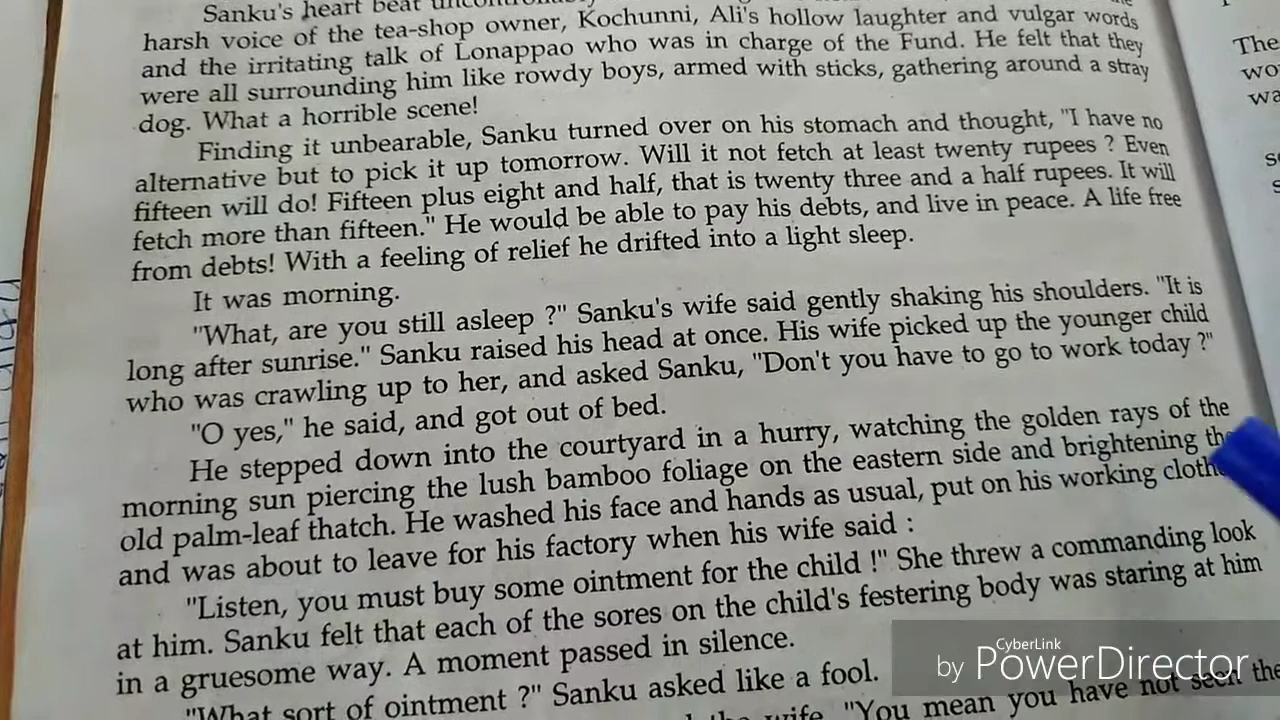 Sanku's heart beat
harsh voice of the tea-shop owner, Kochunni, Ali's hollow laughter and vulgar words
and the irritating talk of Lonappao who was in charge of the Fund. He felt that they
were all surrounding him like rowdy boys, armed with sticks, gathering around a stray
dog. What a horrible scene!
Finding it unbearable, Sanku turned over on his stomach and thought, "I have no
alternative but to pick it up tomorrow. Will it not fetch at least twenty rupees ? Even
fifteen will do! Fifteen plus eight and half, that is twenty three and a half rupees. It will
fetch more than fifteen." He would be able to pay his debts, and live in peace. A life free
from debts! With a feeling of relief he drifted into a light sleep.
It was morning.
"What, are you still asleep ?" Sanku's wife said gently shaking his shoulders. "It is
long after sunrise." Sanku raised his head at once. His wife picked up the younger child
who was crawling up to her, and asked Sanku, "Don't you have to go to work today ?"
"O yes," he said, and got out of bed.
He stepped down into the courtyard in a hurry, watching the golden rays of the
morning sun piercing the lush bamboo foliage on the eastern side and brightening the
old palm-leaf thatch. He washed his face and hands as usual, put on his working cloth
and was about to leave for his factory when his wife said :
"Listen, you must buy some ointment for the child !" She threw a commanding look
at him. Sanku felt that each of the sores on the child's festering body was staring at him
in a gruesome way. A moment passed in silence.
"What sort of ointment ?" Sanku asked like a fool.
the wife, "You mean you have not seen the
The
CyberLink
by PowerDirector